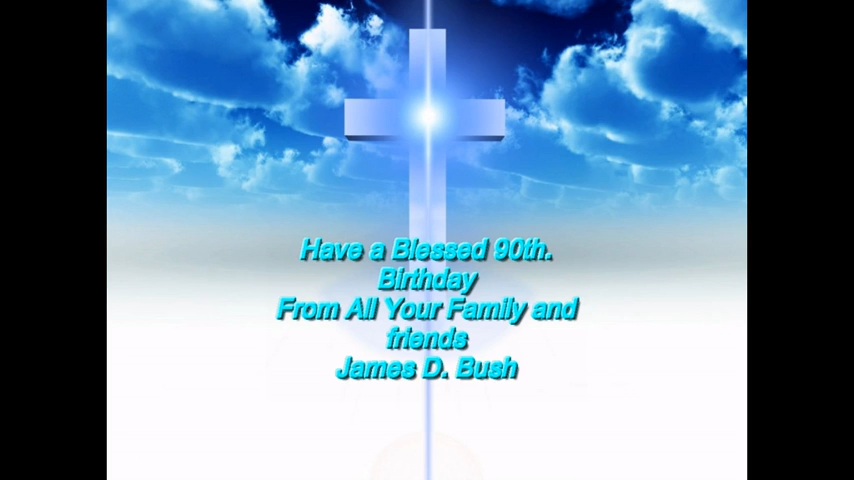 Have a Blessed 90th.
Birthday
From All Your Family and
friends
James D. Bush